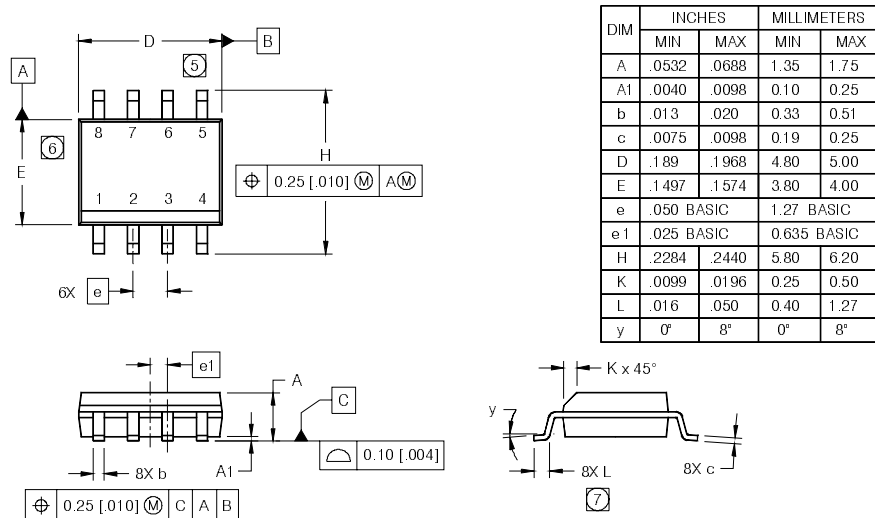 D
B
5
A
8 7 6 5
6
E
H
⌖ 0.25 [.010] Ⓜ A Ⓜ
1 2 3 4
6X e
DIM INCHES MILLIMETERS
MIN MAX MIN MAX
A .0532 .0688 1.35 1.75
A1 .0040 .0098 0.10 0.25
b .013 .020 0.33 0.51
c .0075 .0098 0.19 0.25
D .189 .1968 4.80 5.00
E .1497 .1574 3.80 4.00
e .050 BASIC 1.27 BASIC
e1 .025 BASIC 0.635 BASIC
H .2284 .2440 5.80 6.20
K .0099 .0196 0.25 0.50
L .016 .050 0.40 1.27
y 0° 8° 0° 8°
e1
A
C
A1
8X b
⌓ 0.10 [.004]
⌖ 0.25 [.010] Ⓜ C A B
K x 45°
y
8X L
8X c
7